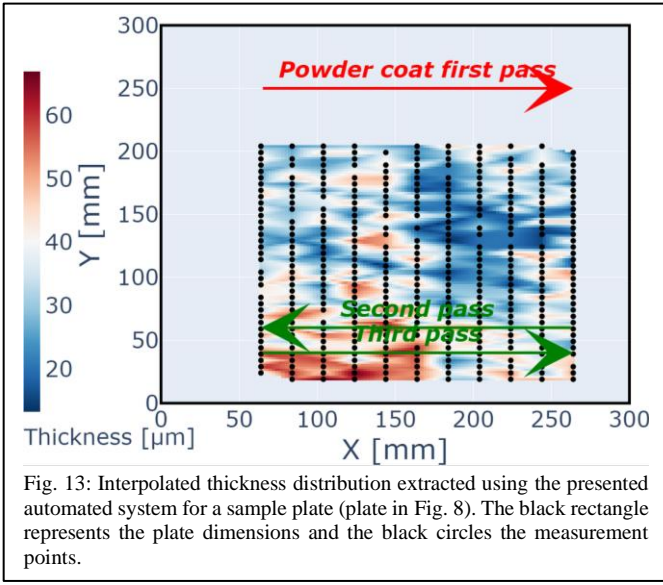 300
250
200
150
100
50
0
Y [mm]
60
50
40
30
20
Thickness [µm]
Powder coat first pass
Second pass
Third pass
0
50
100
150
200
250
300
X [mm]
Fig. 13: Interpolated thickness distribution extracted using the presented
automated system for a sample plate (plate in Fig. 8). The black rectangle
represents the plate dimensions and the black circles the measurement
points.